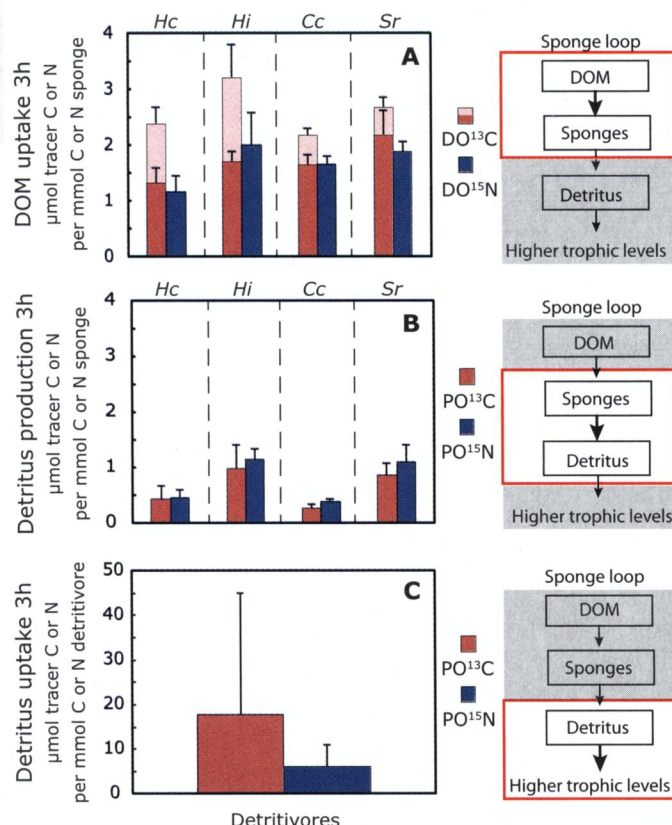 Hc Hi Cc Sr
A
DOM uptake 3h
µmol tracer C or N
per mmol C or N sponge
4
3
2
1
0
DO¹³C
DO¹⁵N
Sponge loop
DOM
Sponges
Detritus
Higher trophic levels
Hc Hi Cc Sr
B
Detritus production 3h
µmol tracer C or N
per mmol C or N sponge
4
3
2
1
0
PO¹³C
PO¹⁵N
Sponge loop
DOM
Sponges
Detritus
Higher trophic levels
C
Detritus uptake 3h
µmol tracer C or N
per mmol C or N detritivore
50
40
30
20
10
0
Detritivores
PO¹³C
PO¹⁵N
Sponge loop
DOM
Sponges
Detritus
Higher trophic levels